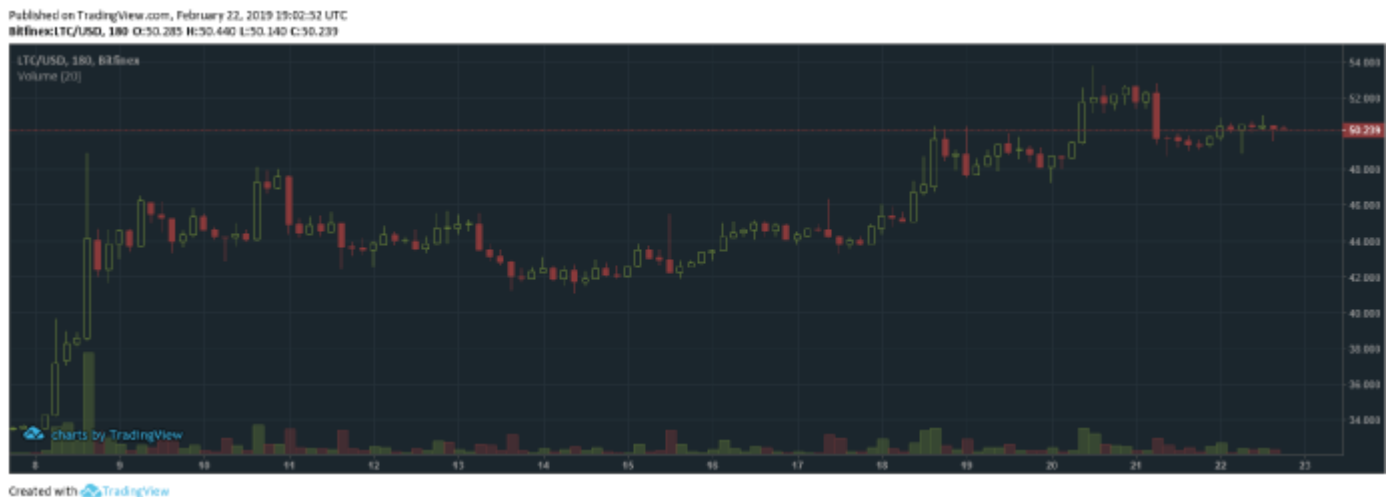 Published on TradingView.com, February 22, 2019 19:02:52 UTC
Bitfinex:LTC/USD, 180 O:50.285 H:50.440 L:50.140 C:50.239
LTC/USD, 180, Bitfinex
Volume (20)
54.000
52.000
50.239
48.000
46.000
44.000
42.000
40.000
38.000
36.000
34.000
charts by TradingView
8 9 10 11 12 13 14 15 16 17 18 19 20 21 22 23
Created with TradingView